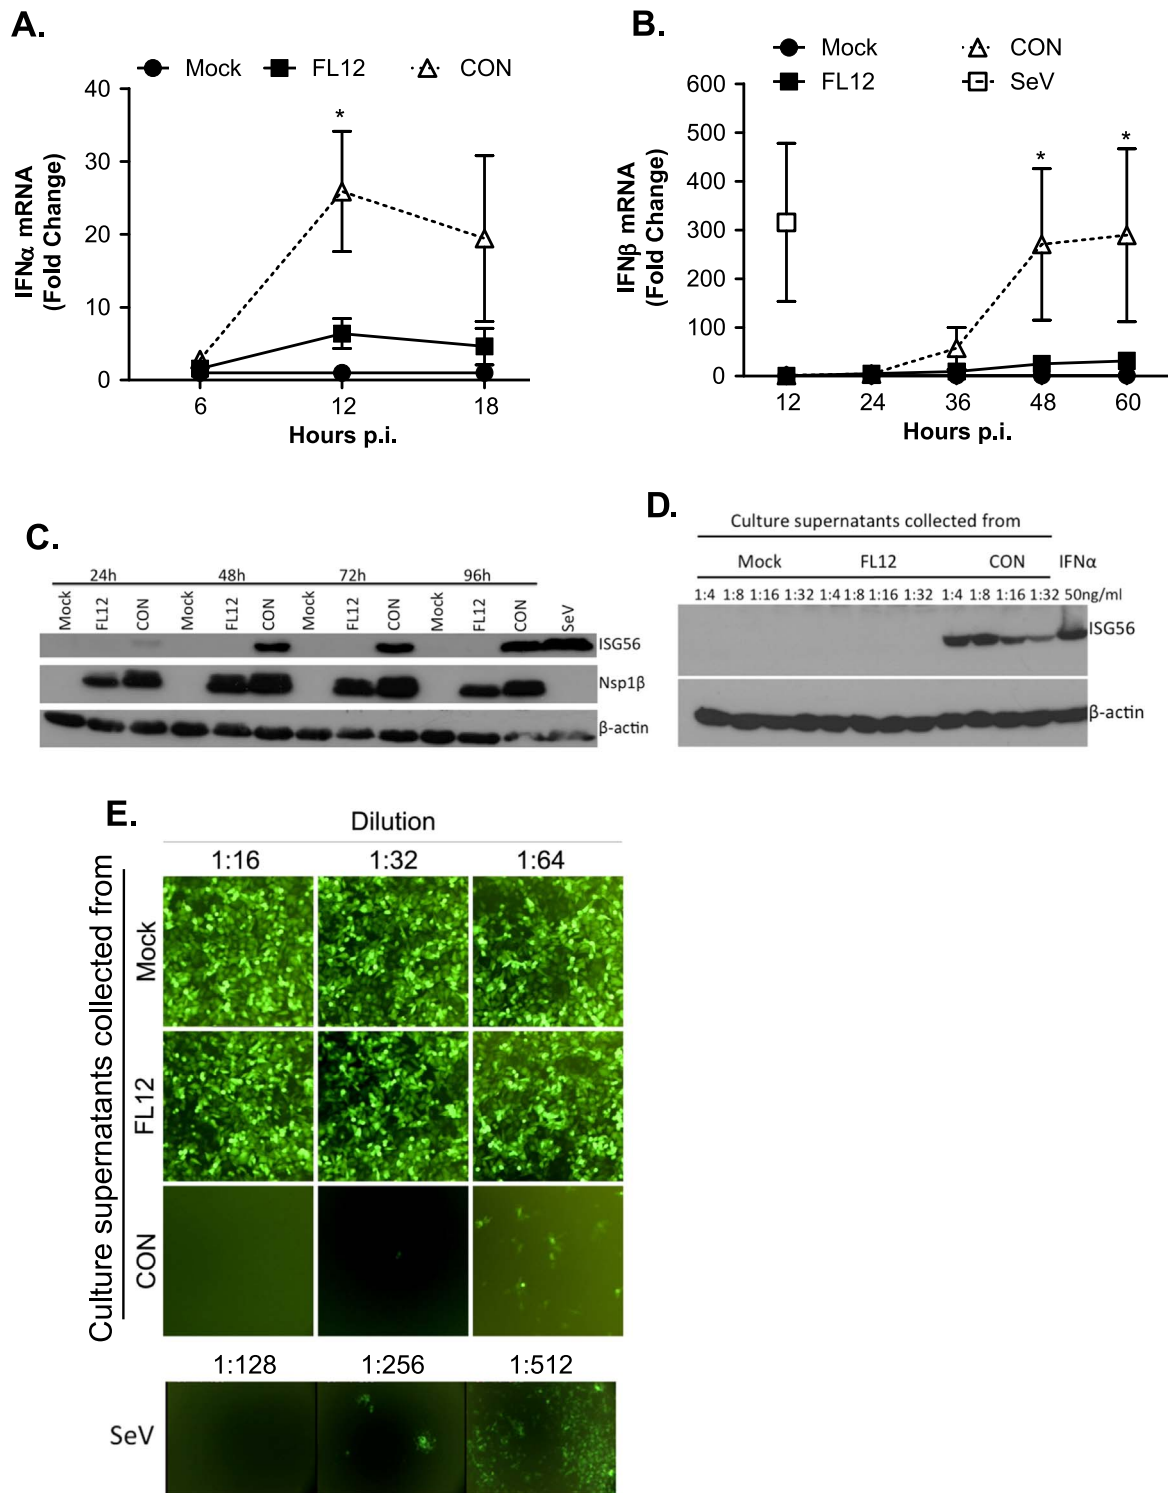 A.
Mock FL12 CON
40
30
20
10
0
IFNα mRNA
(Fold Change)
*
6 12 18
Hours p.i.
B.
Mock CON
FL12 SeV
600
500
400
300
200
100
0
IFNβ mRNA
(Fold Change)
* *
12 24 36 48 60
Hours p.i.
C.
24h 48h 72h 96h
Mock FL12 CON Mock FL12 CON Mock FL12 CON Mock FL12 CON SeV
ISG56
Nsp1β
β-actin
D.
Culture supernatants collected from
Mock FL12 CON IFNα
1:4 1:8 1:16 1:32 1:4 1:8 1:16 1:32 1:4 1:8 1:16 1:32 50ng/ml
ISG56
β-actin
E.
Dilution
1:16 1:32 1:64
Culture supernatants collected from
Mock
FL12
CON
1:128 1:256 1:512
SeV